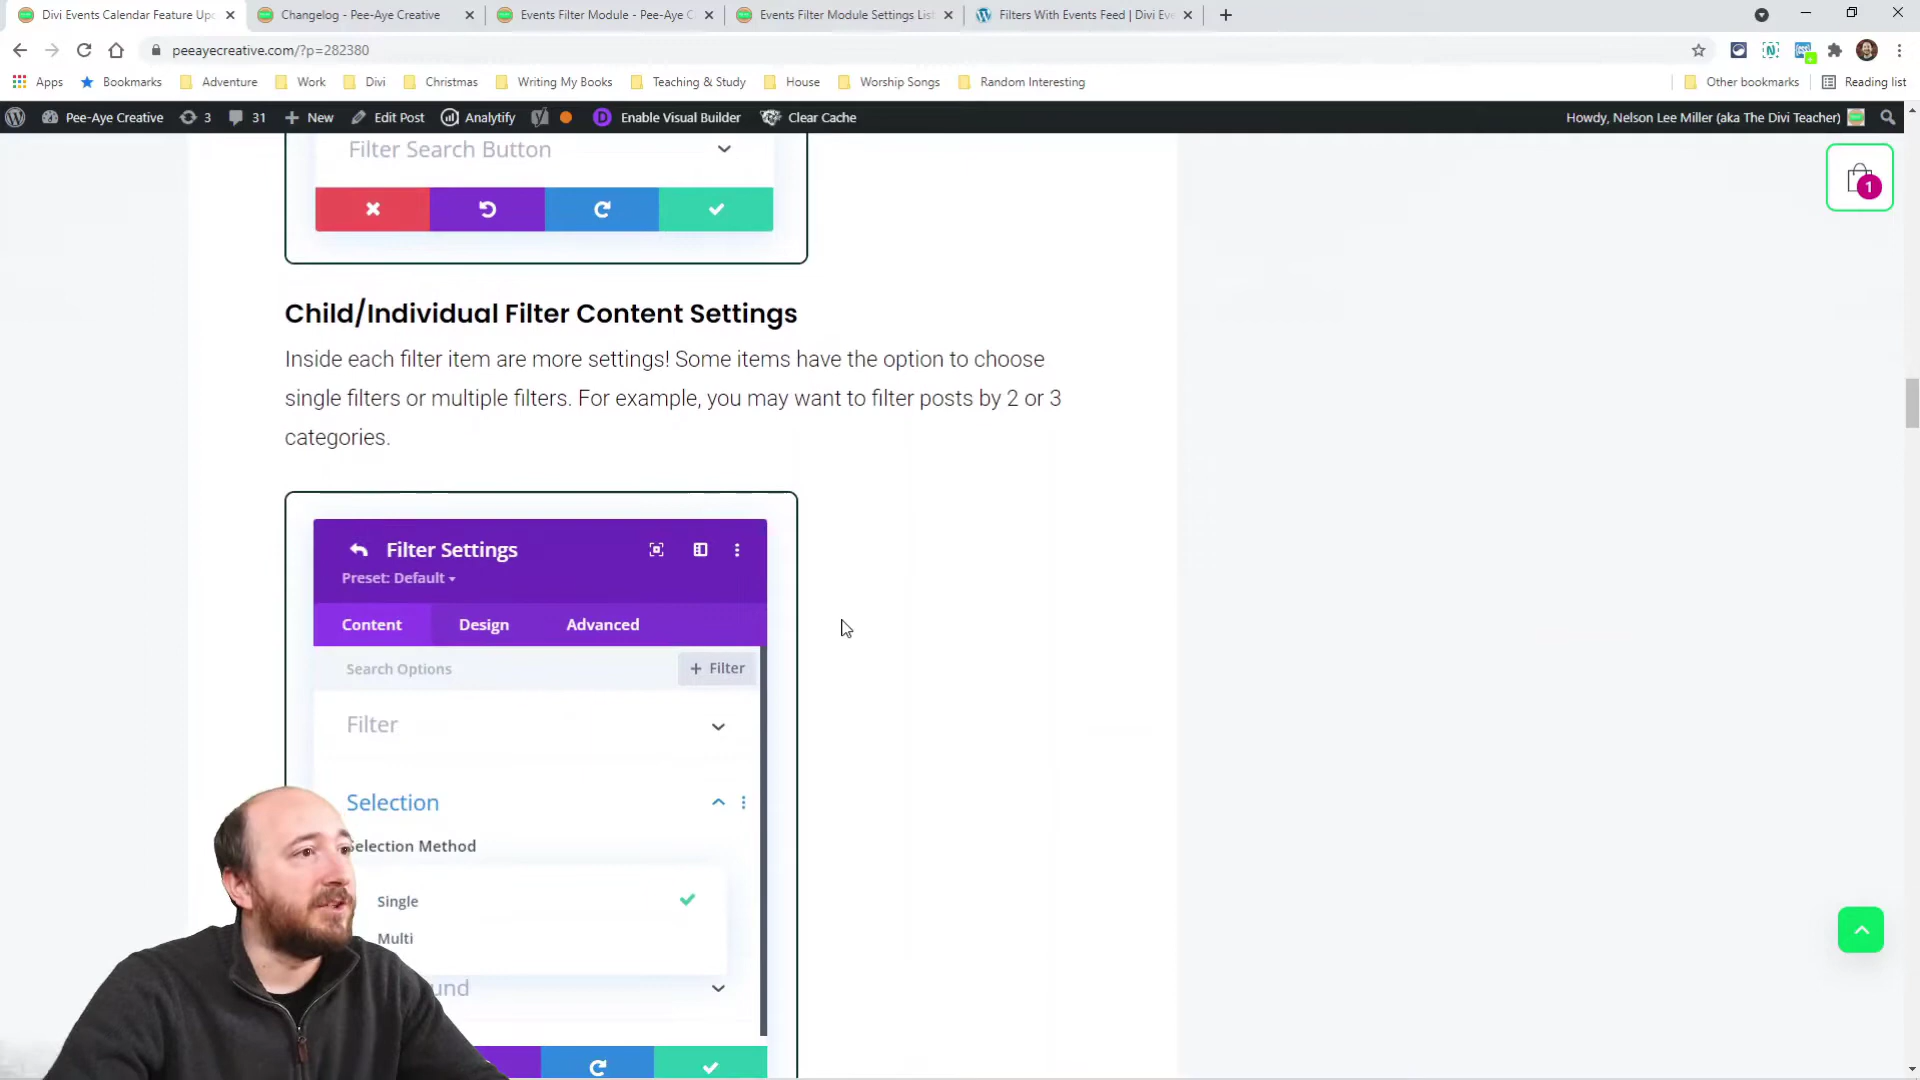 Divi Events Calendar Feature Up
Changelog - Pee-Aye Creative
Events Filter Module - Pee-Aye C
Events Filter Module Settings List
Filters With Events Feed | Divi Eve
peeayecreative.com/?p=282380
Apps
Bookmarks
Adventure
Work
Divi
Christmas
Writing My Books
Teaching & Study
House
Worship Songs
Random Interesting
Other bookmarks
Reading list
Pee-Aye Creative
3
31
New
Edit Post
Analytify
Enable Visual Builder
Clear Cache
Howdy, Nelson Lee Miller (aka The Divi Teacher)
Filter Search Button
1
Child/Individual Filter Content Settings
Inside each filter item are more settings! Some items have the option to choose
single filters or multiple filters. For example, you may want to filter posts by 2 or 3
categories.
Filter Settings
Preset: Default
Content
Design
Advanced
Search Options
+ Filter
Filter
Selection
Selection Method
Single
Multi
und